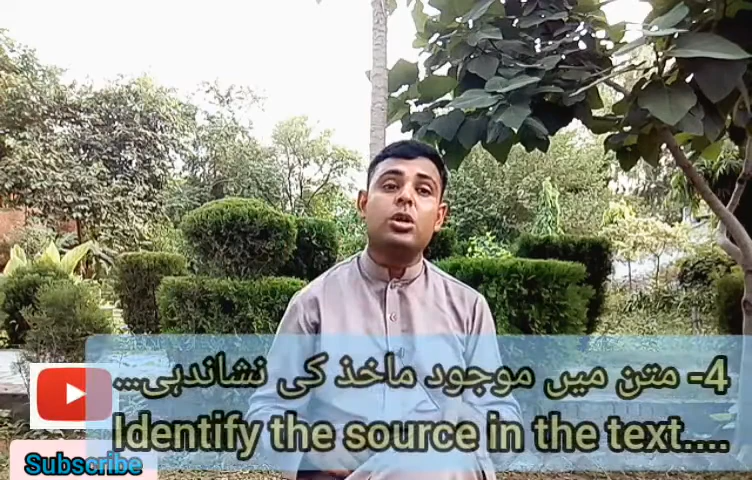 4- متن میں موجود ماخذ کی نشاندہی...
Identify the source in the text....
Subscribe